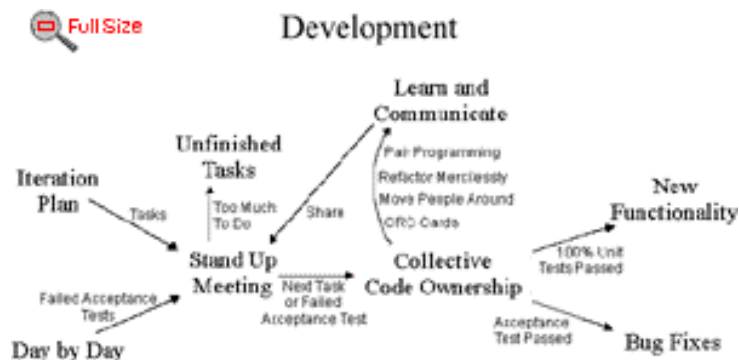 Full Size
Development
Learn and
Communicate
Unfinished
Tasks
Pair Programming
Refactor Mercilessly
Move People Around
CRC Cards
Iteration
Plan
Tasks
Too Much
To Do
Share
New
Functionality
100% Unit
Tests Passed
Stand Up
Meeting
Next Task
or Failed
Acceptance Test
Collective
Code Ownership
Failed Acceptance
Tests
Acceptance
Test Passed
Day by Day
Bug Fixes